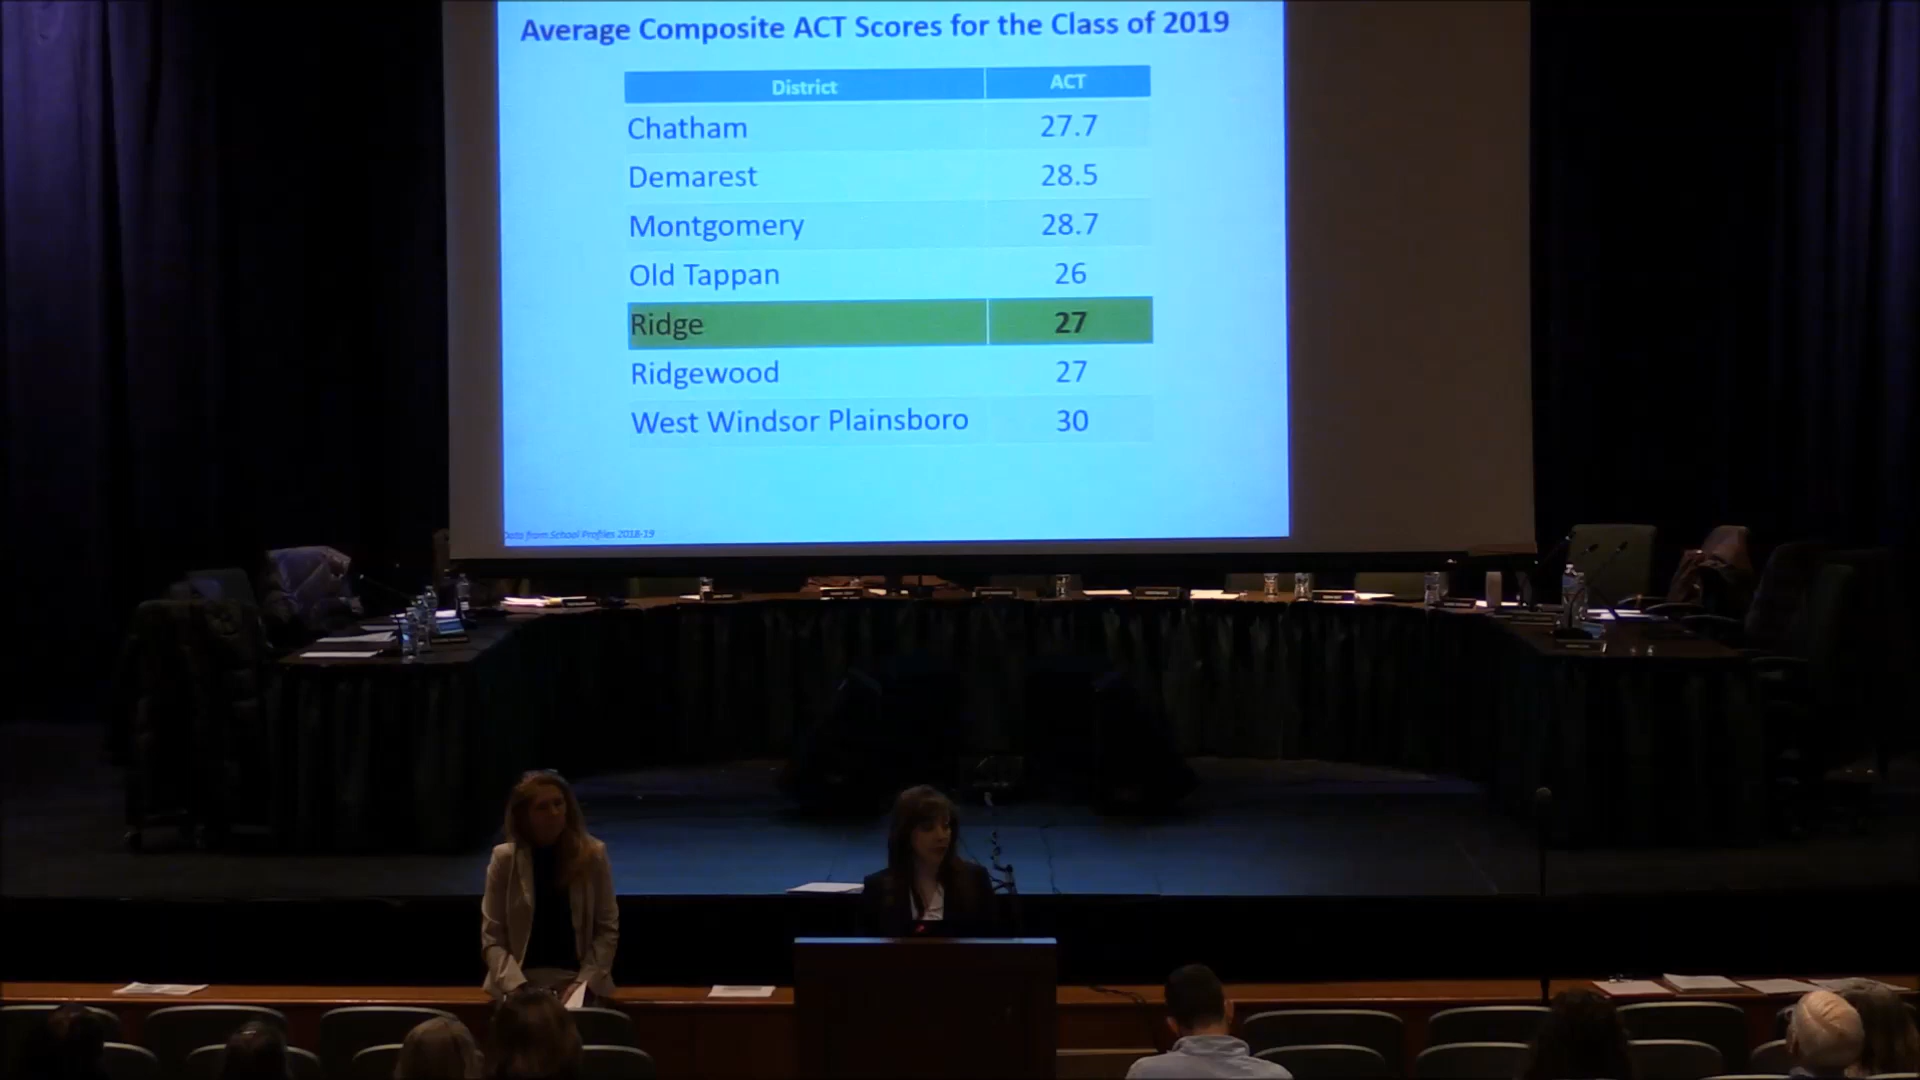 Average Composite ACT Scores for the Class of 2019
District ACT
Chatham 27.7
Demarest 28.5
Montgomery 28.7
Old Tappan 26
Ridge 27
Ridgewood 27
West Windsor Plainsboro 30
Data from School Profiles 2018-19